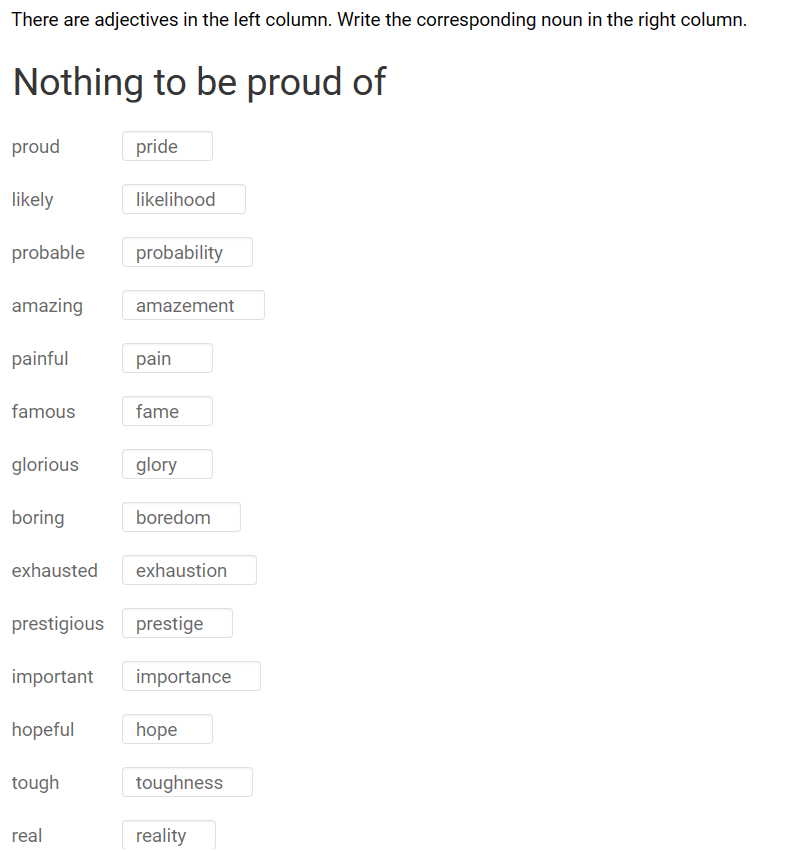 There are adjectives in the left column. Write the corresponding noun in the right column.
Nothing to be proud of
proud pride
likely likelihood
probable probability
amazing amazement
painful pain
famous fame
glorious glory
boring boredom
exhausted exhaustion
prestigious prestige
important importance
hopeful hope
tough toughness
real reality